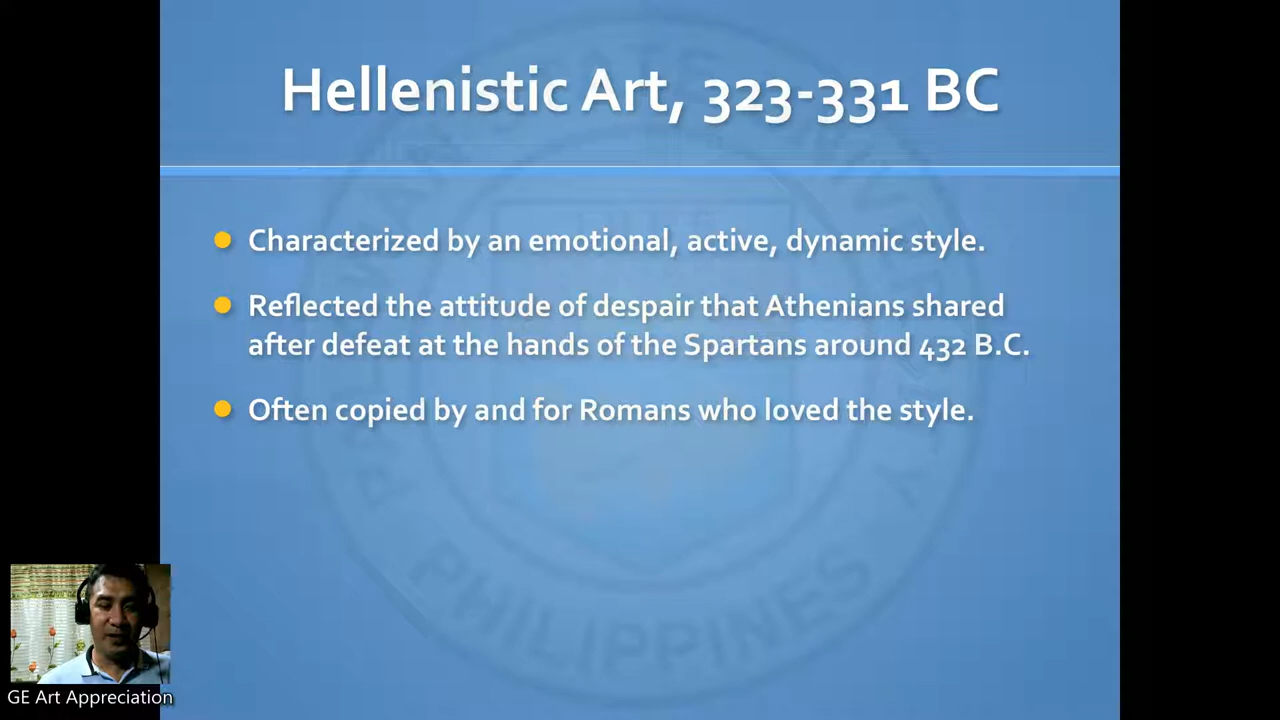 Hellenistic Art, 323-331 BC
Characterized by an emotional, active, dynamic style.
Reflected the attitude of despair that Athenians shared
after defeat at the hands of the Spartans around 432 B.C.
Often copied by and for Romans who loved the style.
PHILIPPINES
GE Art Appreciation